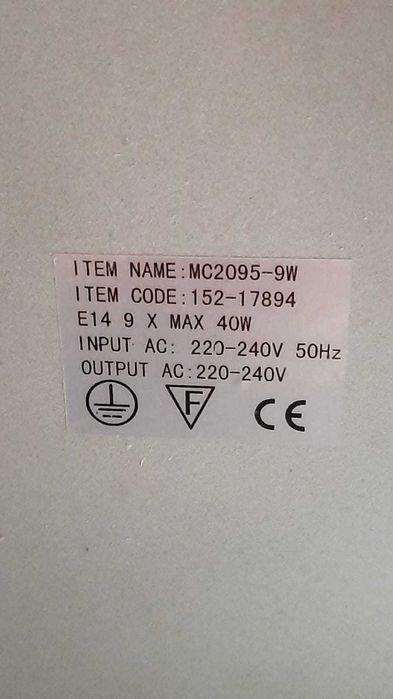 ITEM NAME:MC2095-9W
ITEM CODE:152-17894
E14 9 X MAX 40W
INPUT AC: 220-240V 50Hz
OUTPUT AC:220-240V
F CE